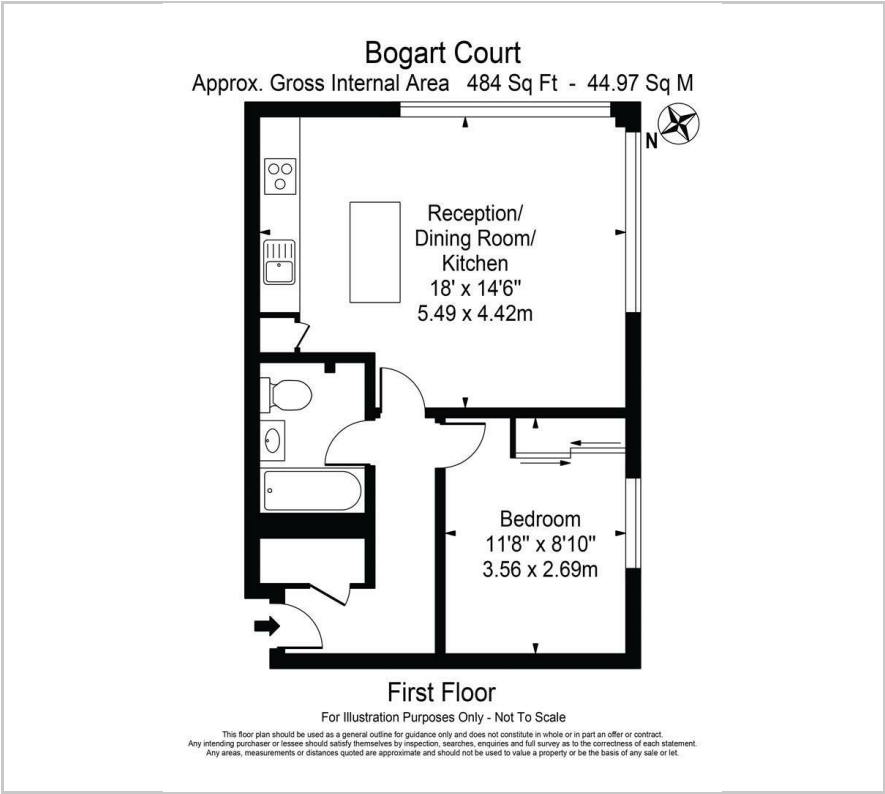 Bogart Court
Approx. Gross Internal Area 484 Sq Ft - 44.97 Sq M
N
Reception/
Dining Room/
Kitchen
18' x 14'6"
5.49 x 4.42m
Bedroom
11'8" x 8'10"
3.56 x 2.69m
First Floor
For Illustration Purposes Only - Not To Scale
This floor plan should be used as a general outline for guidance only and does not constitute in whole or in part an offer or contract.
Any intending purchaser or lessee should satisfy themselves by inspection, searches, enquiries and full survey as to the correctness of each statement.
Any areas, measurements or distances quoted are approximate and should not be used to value a property or be the basis of any sale or let.